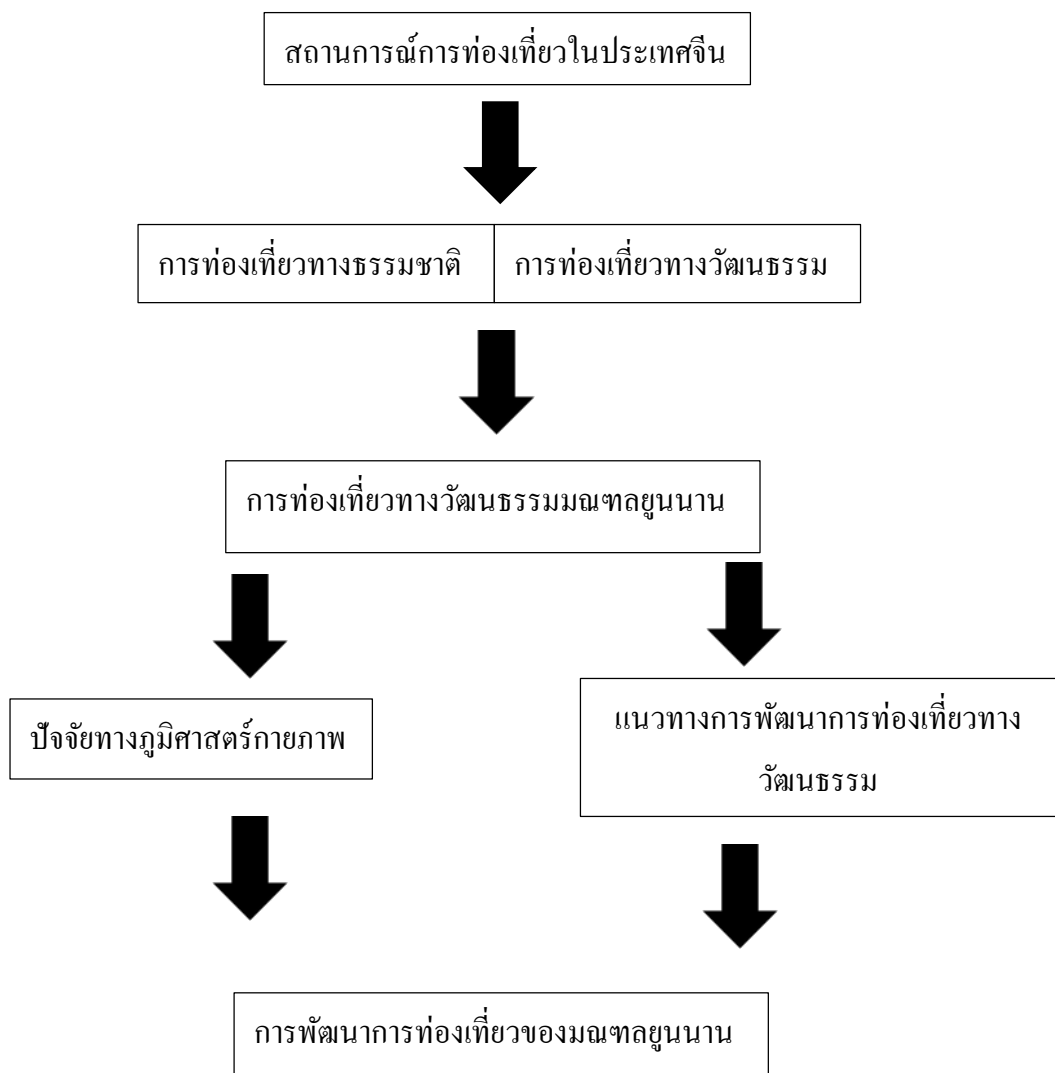 สถานการณ์การท่องเที่ยวในประเทศจีน
การท่องเที่ยวทางธรรมชาติ
การท่องเที่ยวทางวัฒนธรรม
การท่องเที่ยวทางวัฒนธรรมมณฑลยูนนาน
ปัจจัยทางภูมิศาสตร์กายภาพ
แนวทางการพัฒนาการท่องเที่ยวทาง
วัฒนธรรม
การพัฒนาการท่องเที่ยวของมณฑลยูนนาน